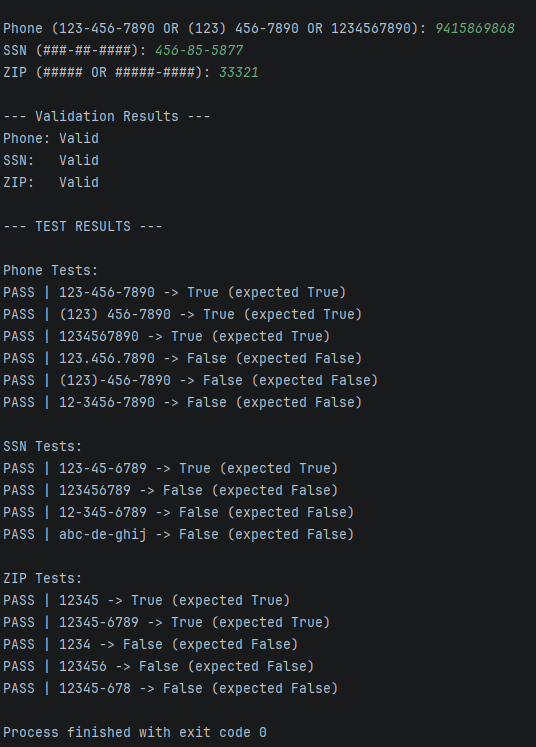 Phone (123-456-7890 OR (123) 456-7890 OR 1234567890): 9415869868
SSN (###-##-####): 456-85-5877
ZIP (##### OR #####-####): 33321
--- Validation Results ---
Phone: Valid
SSN:   Valid
ZIP:   Valid
--- TEST RESULTS ---
Phone Tests:
PASS | 123-456-7890 -> True (expected True)
PASS | (123) 456-7890 -> True (expected True)
PASS | 1234567890 -> True (expected True)
PASS | 123.456.7890 -> False (expected False)
PASS | (123)-456-7890 -> False (expected False)
PASS | 12-3456-7890 -> False (expected False)
SSN Tests:
PASS | 123-45-6789 -> True (expected True)
PASS | 123456789 -> False (expected False)
PASS | 12-345-6789 -> False (expected False)
PASS | abc-de-ghij -> False (expected False)
ZIP Tests:
PASS | 12345 -> True (expected True)
PASS | 12345-6789 -> True (expected True)
PASS | 1234 -> False (expected False)
PASS | 123456 -> False (expected False)
PASS | 12345-678 -> False (expected False)
Process finished with exit code 0